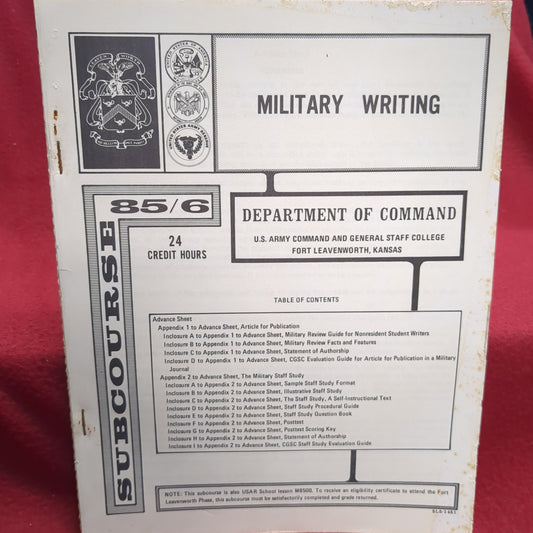 MILITARY WRITING
UNITED STATES ARMY RESERVE
SUBCOURSE
85/6
24
CREDIT HOURS
DEPARTMENT OF COMMAND
U.S. ARMY COMMAND AND GENERAL STAFF COLLEGE
FORT LEAVENWORTH, KANSAS
TABLE OF CONTENTS
Advance Sheet
Appendix 1 to Advance Sheet, Article for Publication
Inclosure A to Appendix 1 to Advance Sheet, Military Review Guide for Nonresident Student Writers
Inclosure B to Appendix 1 to Advance Sheet, Military Review Facts and Features
Inclosure C to Appendix 1 to Advance Sheet, Statement of Authorship
Inclosure D to Appendix 1 to Advance Sheet, CGSC Evaluation Guide for Article for Publication in a Military
Journal
Appendix 2 to Advance Sheet, The Military Staff Study
Inclosure A to Appendix 2 to Advance Sheet, Sample Staff Study Format
Inclosure B to Appendix 2 to Advance Sheet, Illustrative Staff Study
Inclosure C to Appendix 2 to Advance Sheet, The Staff Study, A Self-Instructional Text
Inclosure D to Appendix 2 to Advance Sheet, Staff Study Procedural Guide
Inclosure E to Appendix 2 to Advance Sheet, Staff Study Question Book
Inclosure F to Appendix 2 to Advance Sheet, Posttest
Inclosure G to Appendix 2 to Advance Sheet, Posttest Scoring Key
Inclosure H to Appendix 2 to Advance Sheet, Statement of Authorship
Inclosure I to Appendix 2 to Advance Sheet, CGSC Staff Study Evaluation Guide
NOTE: This subcourse is also USAR School lesson M8500. To receive an eligibility certificate to attend the Fort
Leavenworth Phase, this subcourse must be satisfactorily completed and grade returned.